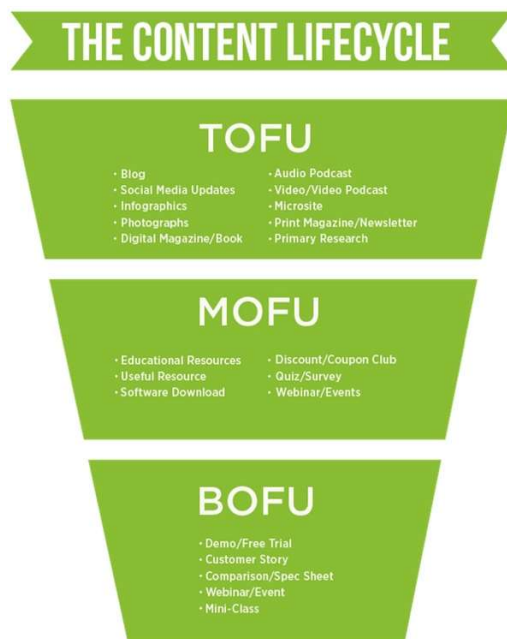 THE CONTENT LIFECYCLE
TOFU
• Blog
• Social Media Updates
• Infographics
• Photographs
• Digital Magazine/Book
• Audio Podcast
• Video/Video Podcast
• Microsite
• Print Magazine/Newsletter
• Primary Research
MOFU
• Educational Resources
• Useful Resource
• Software Download
• Discount/Coupon Club
• Quiz/Survey
• Webinar/Events
BOFU
• Demo/Free Trial
• Customer Story
• Comparison/Spec Sheet
• Webinar/Event
• Mini-Class